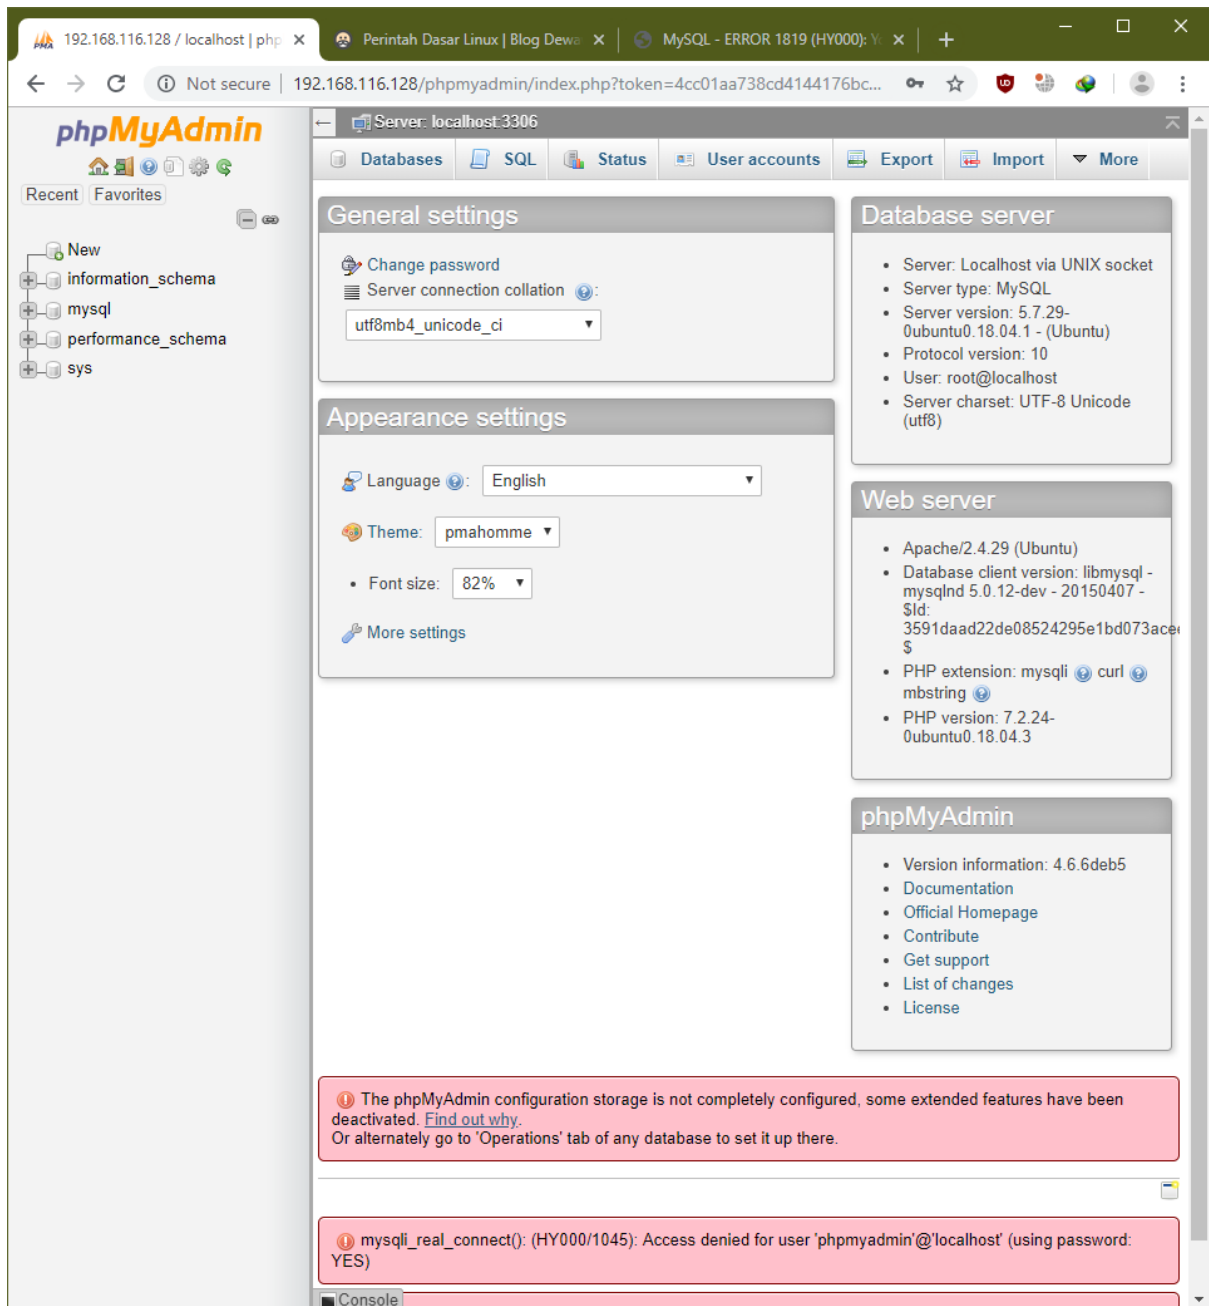 192.168.116.128 / localhost | php
Perintah Dasar Linux | Blog Dewa
MySQL - ERROR 1819 (HY000): Y
Not secure | 192.168.116.128/phpmyadmin/index.php?token=4cc01aa738cd4144176bc...
phpMyAdmin
Recent Favorites
New
information_schema
mysql
performance_schema
sys
Server: localhost:3306
Databases SQL Status User accounts Export Import More
General settings
Change password
Server connection collation :
utf8mb4_unicode_ci
Appearance settings
Language : English
Theme: pmahomme
• Font size: 82%
More settings
Database server
• Server: Localhost via UNIX socket
• Server type: MySQL
• Server version: 5.7.29-
0ubuntu0.18.04.1 - (Ubuntu)
• Protocol version: 10
• User: root@localhost
• Server charset: UTF-8 Unicode
(utf8)
Web server
• Apache/2.4.29 (Ubuntu)
• Database client version: libmysql -
mysqlnd 5.0.12-dev - 20150407 -
$Id:
3591daad22de08524295e1bd073acee
$
• PHP extension: mysqli curl
mbstring
• PHP version: 7.2.24-
0ubuntu0.18.04.3
phpMyAdmin
• Version information: 4.6.6deb5
• Documentation
• Official Homepage
• Contribute
• Get support
• List of changes
• License
The phpMyAdmin configuration storage is not completely configured, some extended features have been
deactivated. Find out why.
Or alternately go to 'Operations' tab of any database to set it up there.
mysqli_real_connect(): (HY000/1045): Access denied for user 'phpmyadmin'@'localhost' (using password:
YES)
Console